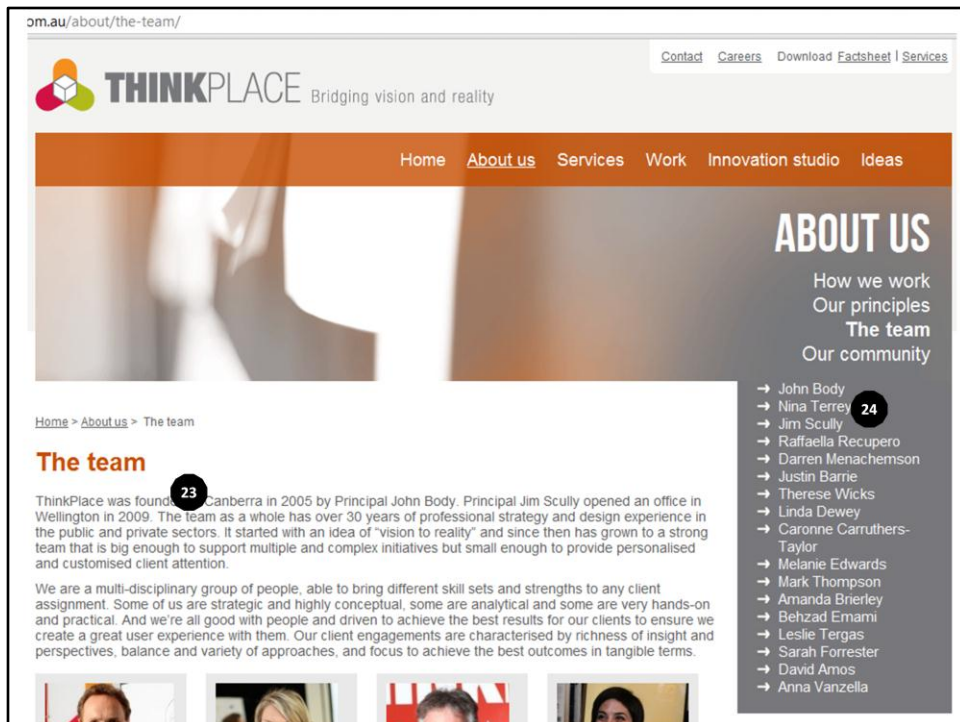 om.au/about/the-team/
Contact Careers Download Factsheet | Services
THINKPLACE Bridging vision and reality
Home About us Services Work Innovation studio Ideas
ABOUT US
How we work
Our principles
The team
Our community
→ John Body
→ Nina Terrey 24
→ Jim Scully
→ Raffaella Recupero
→ Darren Menachemson
→ Justin Barrie
→ Therese Wicks
→ Linda Dewey
→ Caronne Carruthers-
Taylor
→ Melanie Edwards
→ Mark Thompson
→ Amanda Brierley
→ Behzad Emami
→ Leslie Tergas
→ Sarah Forrester
→ David Amos
→ Anna Vanzella
Home > About us > The team
The team
ThinkPlace was founde 23 Canberra in 2005 by Principal John Body. Principal Jim Scully opened an office in
Wellington in 2009. The team as a whole has over 30 years of professional strategy and design experience in
the public and private sectors. It started with an idea of "vision to reality" and since then has grown to a strong
team that is big enough to support multiple and complex initiatives but small enough to provide personalised
and customised client attention.
We are a multi-disciplinary group of people, able to bring different skill sets and strengths to any client
assignment. Some of us are strategic and highly conceptual, some are analytical and some are very hands-on
and practical. And we're all good with people and driven to achieve the best results for our clients to ensure we
create a great user experience with them. Our client engagements are characterised by richness of insight and
perspectives, balance and variety of approaches, and focus to achieve the best outcomes in tangible terms.